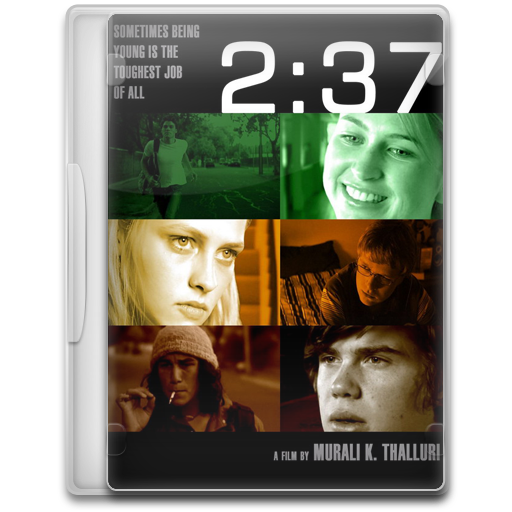 SOMETIMES BEING
YOUNG IS THE
TOUGHEST JOB
OF ALL
2:37
A FILM BY MURALI K. THALLURI